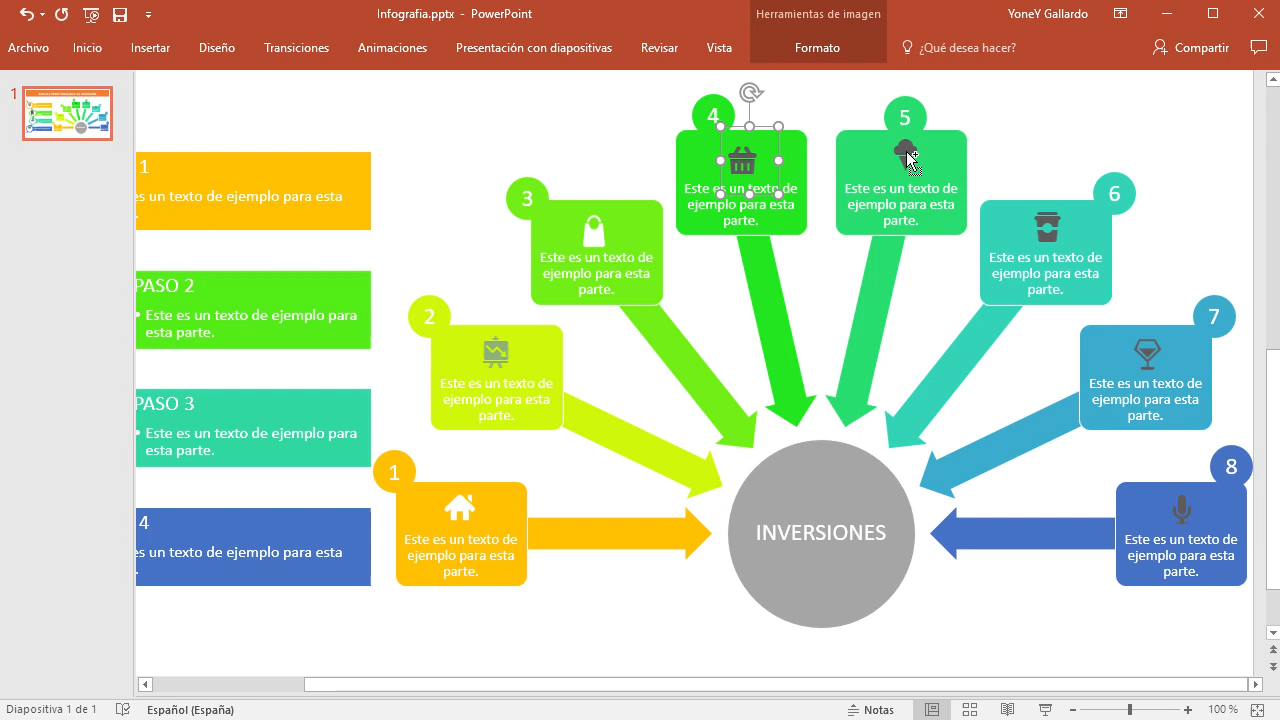 Infografia.pptx - PowerPoint
Herramientas de imagen
YoneY Gallardo
Archivo
Inicio
Insertar
Diseño
Transiciones
Animaciones
Presentación con diapositivas
Revisar
Vista
Formato
¿Qué desea hacer?
Compartir
1
1
es un texto de ejemplo para esta
.
PASO 2
• Este es un texto de ejemplo para
esta parte.
PASO 3
• Este es un texto de ejemplo para
esta parte.
4
es un texto de ejemplo para esta
.
1
Este es un texto de
ejemplo para esta
parte.
2
Este es un texto de
ejemplo para esta
parte.
3
Este es un texto de
ejemplo para esta
parte.
4
Este es un texto de
ejemplo para esta
parte.
5
Este es un texto de
ejemplo para esta
parte.
6
Este es un texto de
ejemplo para esta
parte.
7
Este es un texto de
ejemplo para esta
parte.
8
Este es un texto de
ejemplo para esta
parte.
INVERSIONES
Diapositiva 1 de 1
Español (España)
Notas
100 %